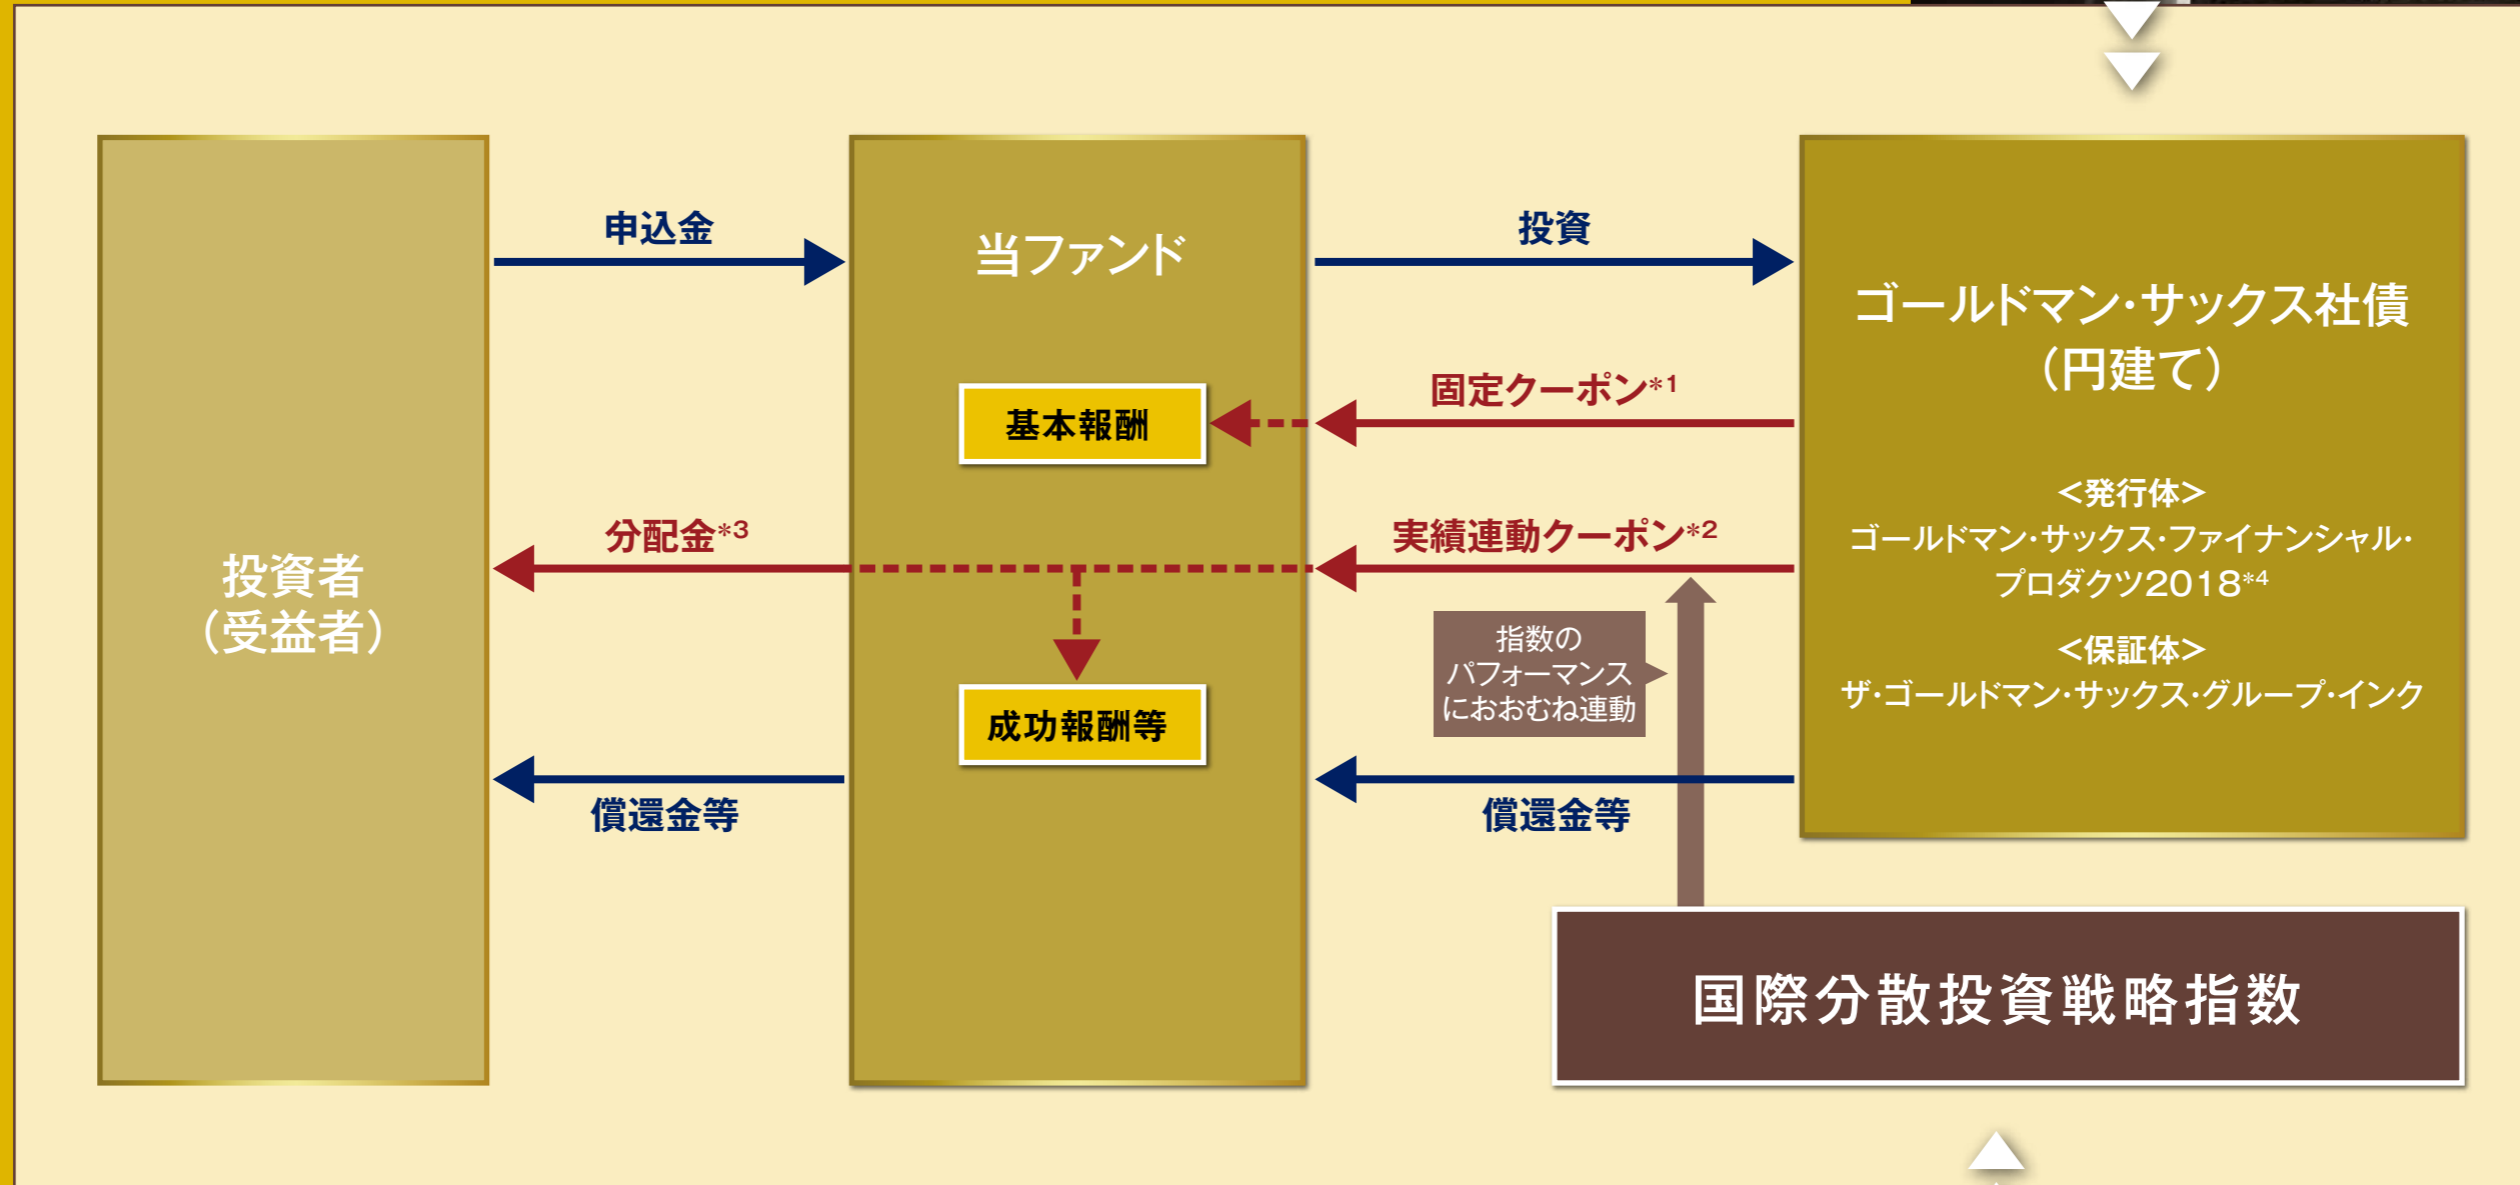 投資者
（受益者）
申込金
分配金*3
償還金等
当ファンド
基本報酬
成功報酬等
投資
固定クーポン*1
実績連動クーポン*2
指数の
パフォーマンス
におおむね連動
償還金等
ゴールドマン・サックス社債
（円建て）
＜発行体＞
ゴールドマン・サックス・ファイナンシャル・
プロダクツ2018*4
＜保証体＞
ザ・ゴールドマン・サックス・グループ・インク
国際分散投資戦略指数